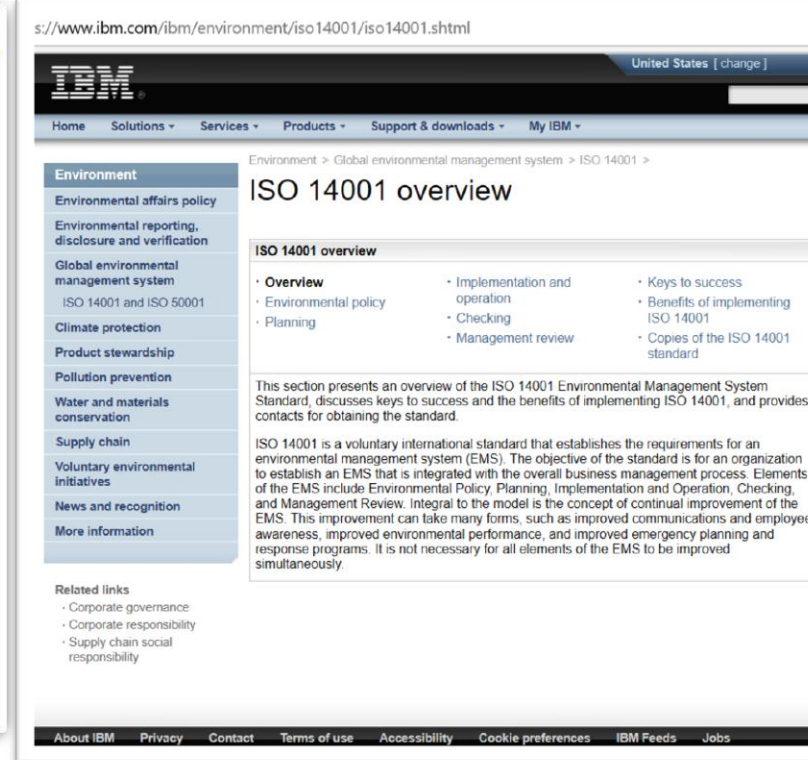 s://www.ibm.com/ibm/environment/iso14001/iso14001.shtml
United States [ change ]
IBM®
Home Solutions Services Products Support & downloads My IBM
Environment > Global environmental management system > ISO 14001 >
ISO 14001 overview
Environment
Environmental affairs policy
Environmental reporting,
disclosure and verification
Global environmental
management system
ISO 14001 and ISO 50001
Climate protection
Product stewardship
Pollution prevention
Water and materials
conservation
Supply chain
Voluntary environmental
initiatives
News and recognition
More information
Related links
· Corporate governance
· Corporate responsibility
· Supply chain social
responsibility
ISO 14001 overview
· Overview
· Environmental policy
· Planning
· Implementation and
operation
· Checking
· Management review
· Keys to success
· Benefits of implementing
ISO 14001
· Copies of the ISO 14001
standard
This section presents an overview of the ISO 14001 Environmental Management System
Standard, discusses keys to success and the benefits of implementing ISO 14001, and provides
contacts for obtaining the standard.
ISO 14001 is a voluntary international standard that establishes the requirements for an
environmental management system (EMS). The objective of the standard is for an organization
to establish an EMS that is integrated with the overall business management process. Elements
of the EMS include Environmental Policy, Planning, Implementation and Operation, Checking,
and Management Review. Integral to the model is the concept of continual improvement of the
EMS. This improvement can take many forms, such as improved communications and employee
awareness, improved environmental performance, and improved emergency planning and
response programs. It is not necessary for all elements of the EMS to be improved
simultaneously.
About IBM Privacy Contact Terms of use Accessibility Cookie preferences IBM Feeds Jobs